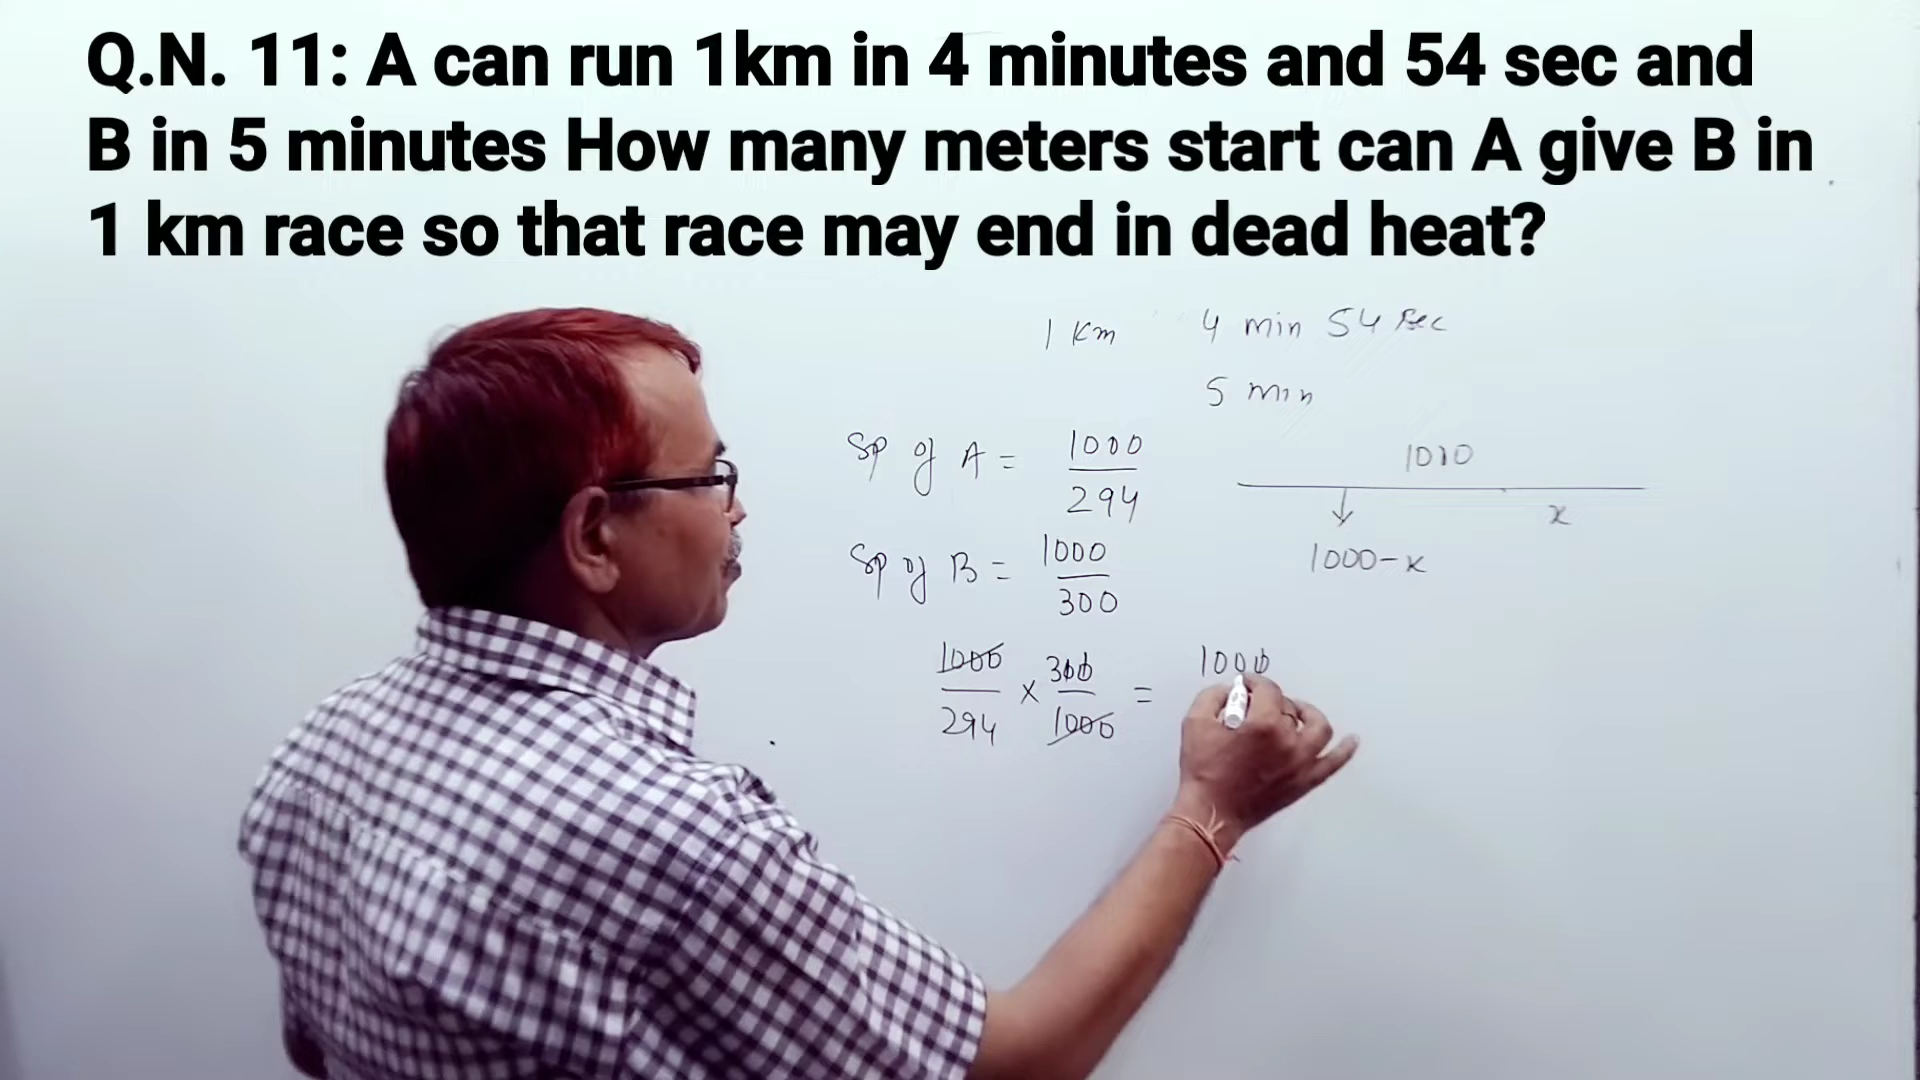 Q.N. 11: A can run 1km in 4 minutes and 54 sec and
B in 5 minutes How many meters start can A give B in
1 km race so that race may end in dead heat?
1 Km 4 min 54 Sec
5 min
Sp of A = 1000/294
1000
x
1000-x
Sp of B = 1000/300
1000/294 x 300/1000 = 1000